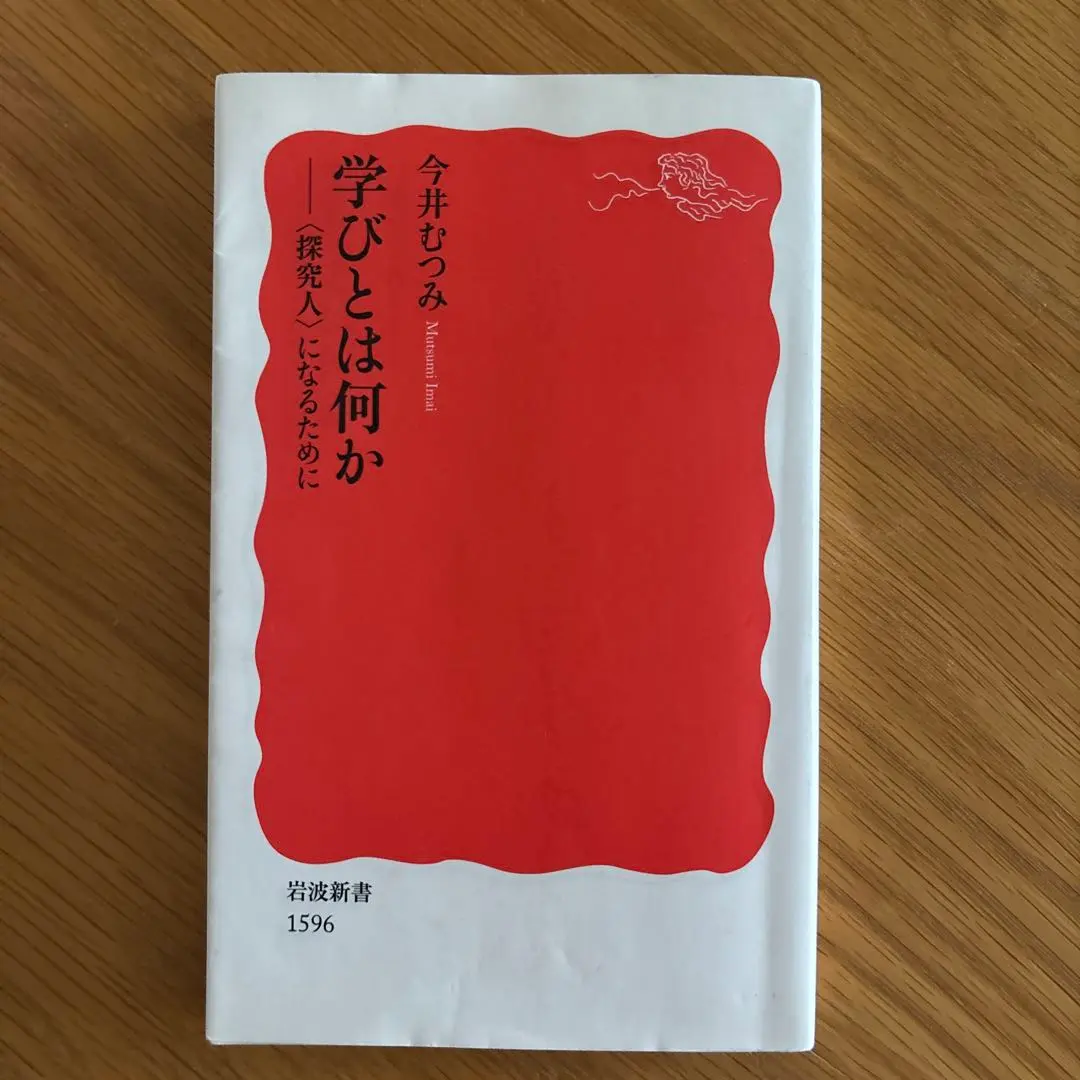 今井むつみ Mutsumi Imai
学びとは何か
――〈探究人〉になるために
岩波新書
1596